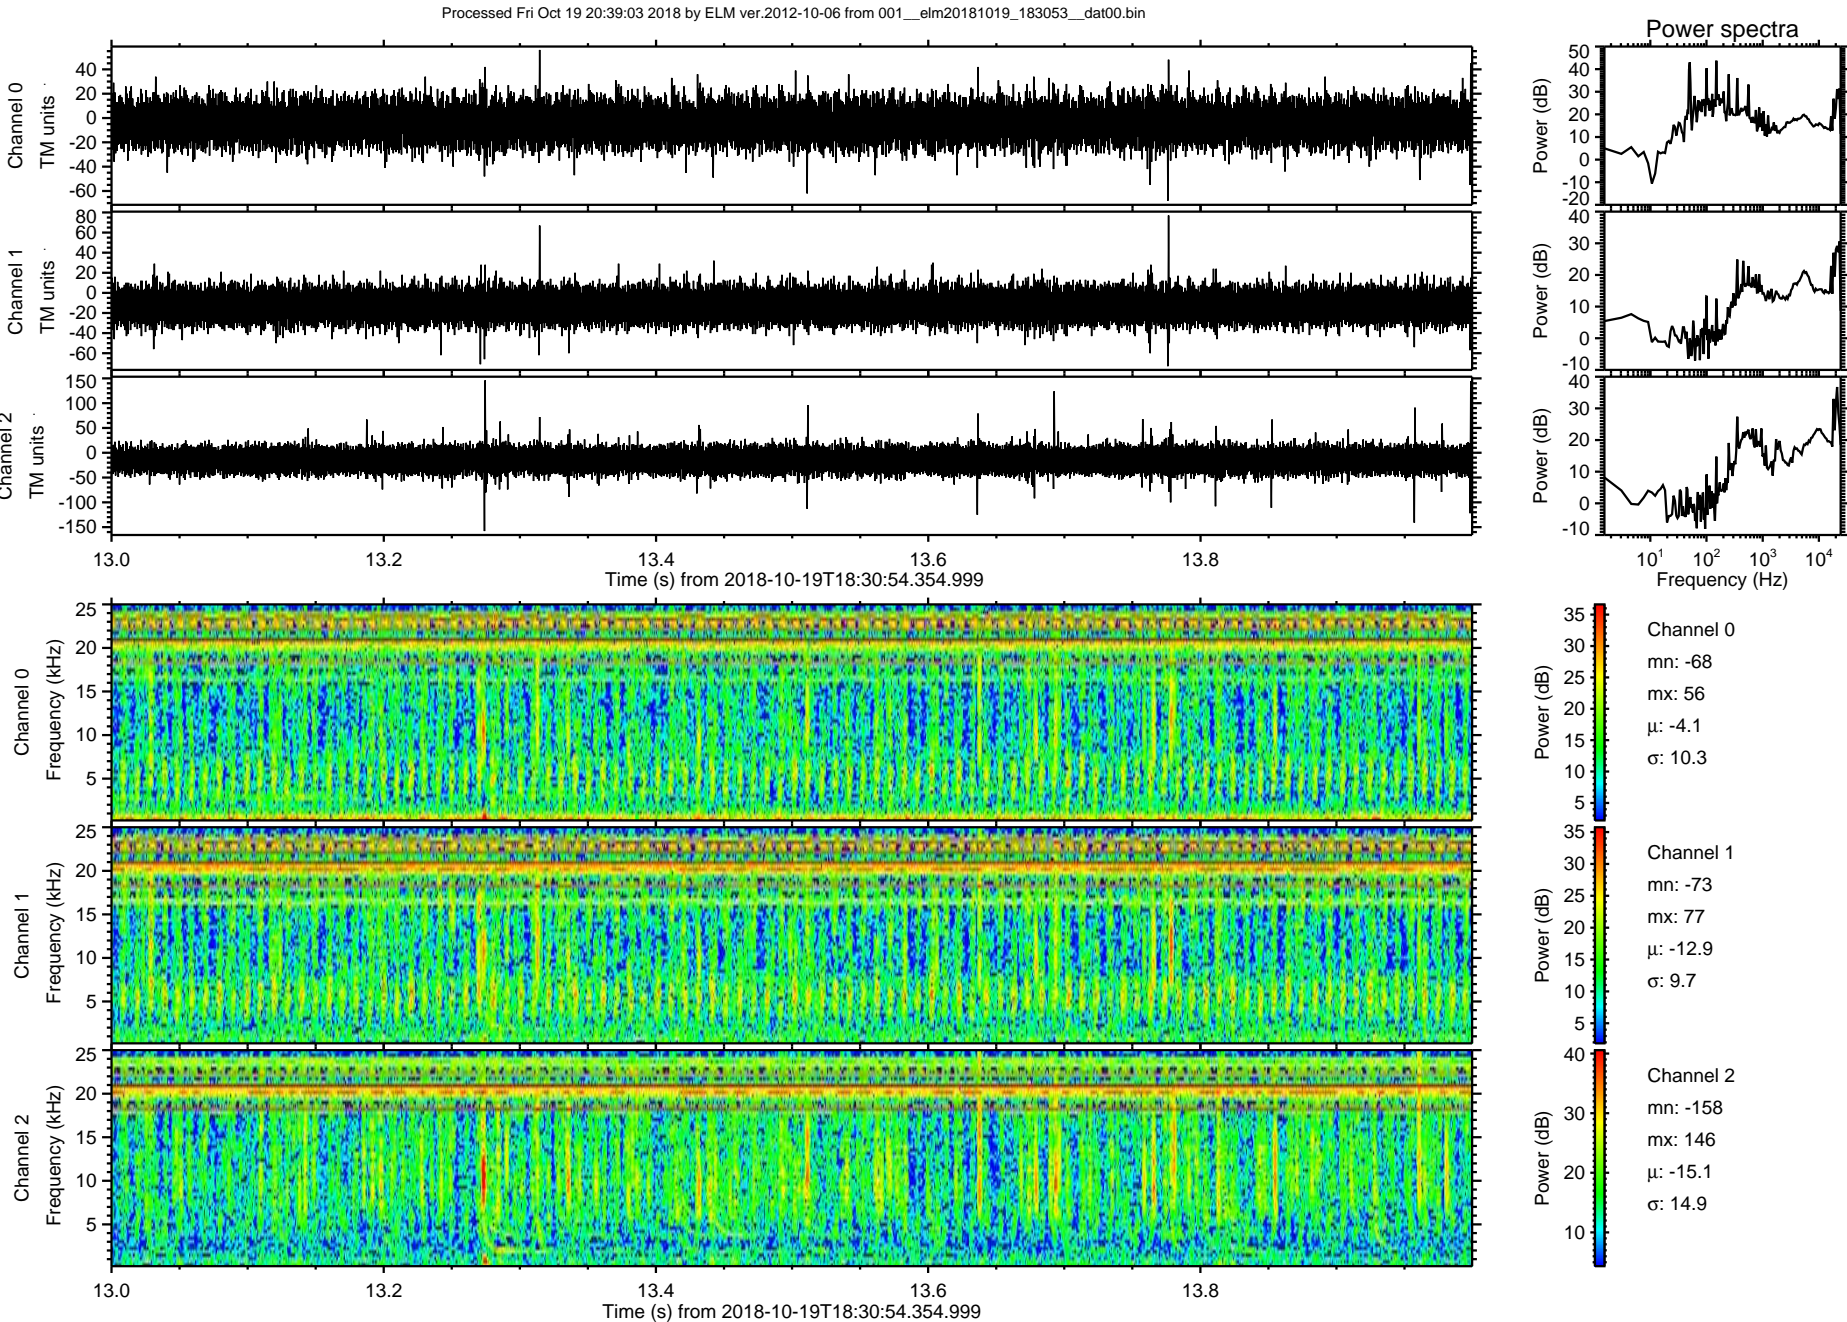 Processed Fri Oct 19 20:39:03 2018 by ELM ver.2012-10-06 from 001__elm20181019_183053__dat00.bin
Power spectra
Channel 0
TM units
40
20
0
-20
-40
-60
Power (dB)
50
40
30
20
10
0
-10
-20
Channel 1
TM units
80
60
40
20
0
-20
-40
-60
Power (dB)
40
30
20
10
0
-10
Channel 2
TM units
150
100
50
0
-50
-100
-150
Power (dB)
40
30
20
10
0
-10
13.0 13.2 13.4 13.6 13.8
Time (s) from 2018-10-19T18:30:54.354.999
10¹ 10² 10³ 10⁴
Frequency (Hz)
Channel 0
Frequency (kHz)
25
20
15
10
5
Power (dB)
35
30
25
20
15
10
5
Channel 0
mn: -68
mx: 56
μ: -4.1
σ: 10.3
Channel 1
Frequency (kHz)
25
20
15
10
5
Power (dB)
35
30
25
20
15
10
5
Channel 1
mn: -73
mx: 77
μ: -12.9
σ: 9.7
Channel 2
Frequency (kHz)
25
20
15
10
5
Power (dB)
40
30
20
10
Channel 2
mn: -158
mx: 146
μ: -15.1
σ: 14.9
13.0 13.2 13.4 13.6 13.8
Time (s) from 2018-10-19T18:30:54.354.999